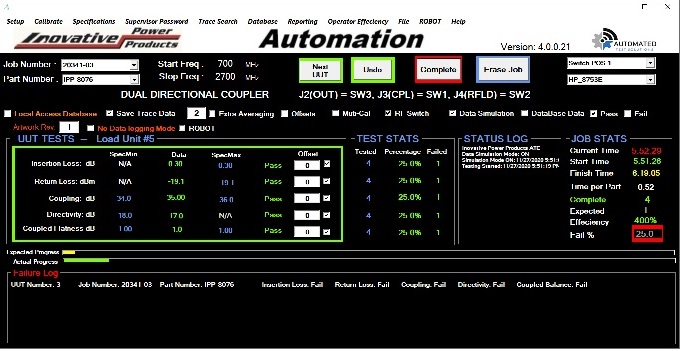 Setup Calibrate Specifications Supervisor Password Trace Search Database Reporting Operator Effeciency File ROBOT Help
Inovative Power Products
Automation
Version: 4.0.0.21
AUTOMATED
TEST SOLUTIONS
Job Number : 20341-03
Part Number : IPP-8076
Start Freq : 700 MHz
Stop Freq : 2700 MHz
Next UUT
Undo
Complete
Erase Job
Switch POS 1
HP_8753E
DUAL DIRECTIONAL COUPLER J2(OUT) = SW3, J3(CPL) = SW1, J4(RFLD) = SW2
Local Access Database Save Trace Data 2 Extra Averaging Offsets Muti-Cal RF Switch Data Simulation DataBase Data Pass Fail
Artwork Rev. 1 No Data logging Mode ROBOT
UUT TESTS - Load Unit #5
SpecMin Data SpecMax Offset
Insertion Loss: dB N/A 0.30 0.30 Pass 0
Return Loss: dBm N/A -19.1 19.1 Pass 0
Coupling: dB 34.0 35.00 36.0 Pass 0
Directivity: dB 18.0 17.0 N/A Pass 0
Coupled Flatness: dB 1.00 1.0 1.00 Pass 0
TEST STATS
Tested Percentage Failed
4 25.0% 1
4 25.0% 1
4 25.0% 1
4 25.0% 1
4 25.0% 1
STATUS LOG
Inovative Power Products ATE
Data Simulation Mode: ON
Simulation Mode ON: 11/27/2020 5:51
Testing Started: 11/27/2020 5:51:19 PM
JOB STATS
Current Time 5:52:29
Start Time 5:51:26
Finish Time 6:19:05
Time per Part 0.52
Complete 4
Expected 1
Effeciency 400%
Fail % 25.0
Expected Progress
Actual Progress
Failure Log
UUT Number: 3 Job Number: 20341-03 Part Number: IPP-8076 Insertion Loss: Fail Return Loss: Fail Coupling: Fail Directivity: Fail Coupled Balance: Fail